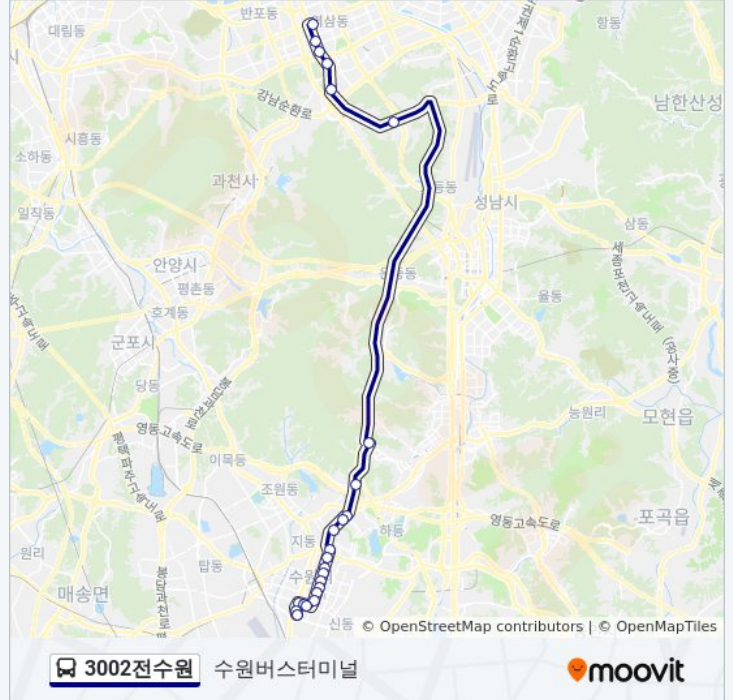 반포동
대림동
항동
강남순환로
남한산성
시흥동
소하동
과천시
성남시
일직동
삼동
안양시
평촌동
율동
호계동
군포시
당동
능원리
모현읍
영동고속도로
이목동
조원동
영동고속도로
포곡읍
하동
지동
원리
탑동
매송면
신동
© OpenStreetMap contributors | © OpenMapTiles
3002전수원 수원버스터미널
moovit